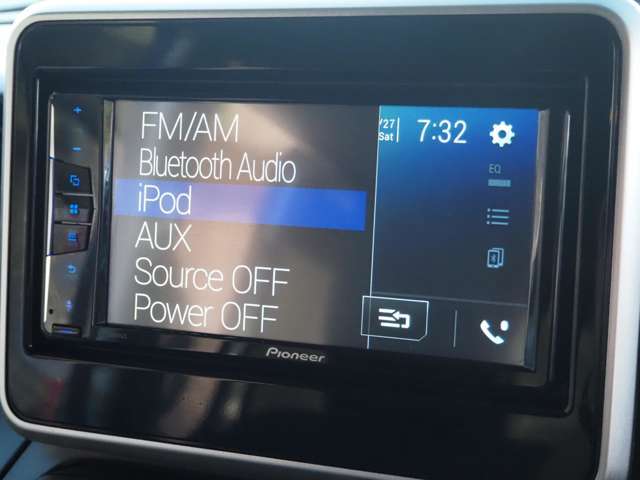 FM/AM
Bluetooth Audio
iPod
AUX
Source OFF
Power OFF
/27
Sat
7:32
EQ
Pioneer